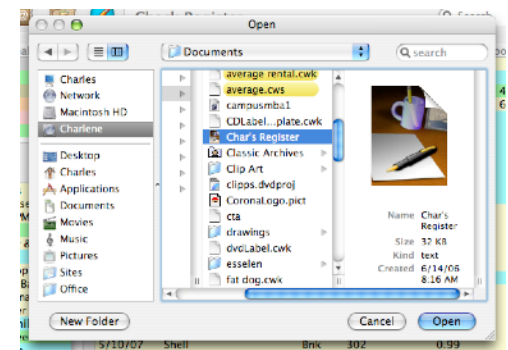 Open
Documents
search
Charles
Network
Macintosh HD
Charlene
Desktop
Charles
Applications
Documents
Movies
Music
Pictures
Sites
Office
average rental.cwk
average.cws
campusmba1
CDLabel...plate.cwk
Char's Register
Classic Archives
Clip Art
clipps.dvdproj
CoronaLogo.pict
cta
drawings
dvdLabel.cwk
esselen
fat dog.cwk
Name Char's
Register
Size 32 KB
Kind text
Created 6/14/06
8:16 AM
New Folder
Cancel
Open
5/10/07 Shell Bnk 302 0.99